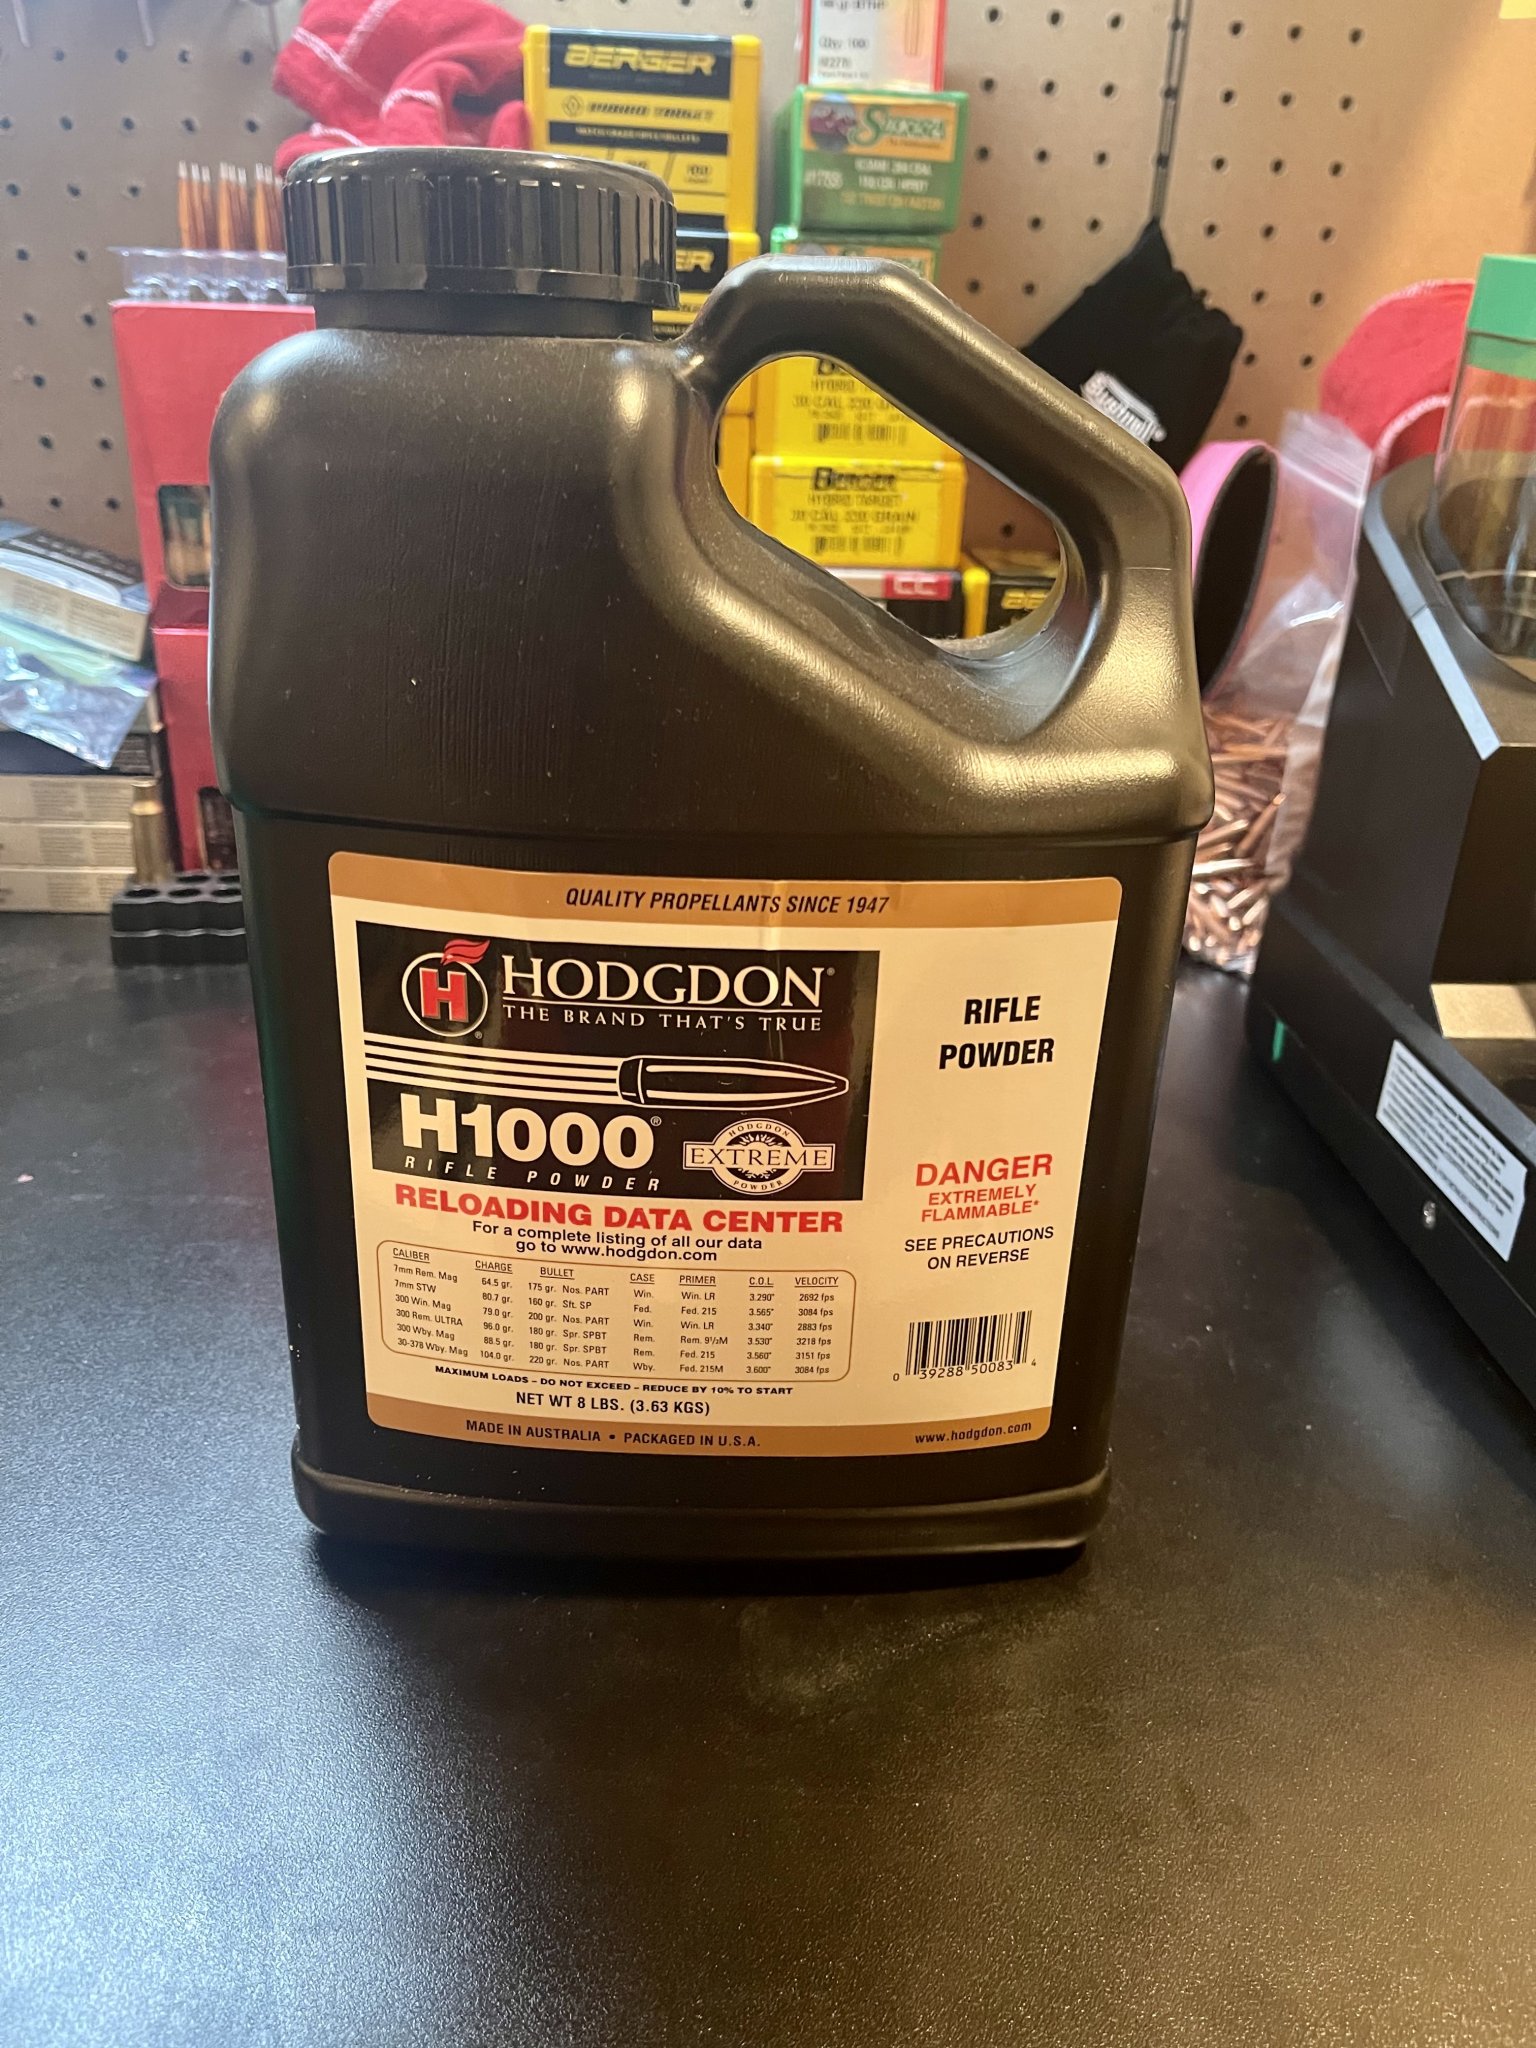 BERGER
SIERRA
BERGER
HYBRID TARGET
30 CAL 230 GRAIN
QUALITY PROPELLANTS SINCE 1947
H
HODGDON®
THE BRAND THAT'S TRUE
®
H1000®
RIFLE POWDER
HODGDON
EXTREME
POWDER
RIFLE
POWDER
RELOADING DATA CENTER
For a complete listing of all our data
go to www.hodgdon.com
DANGER
EXTREMELY
FLAMMABLE*
SEE PRECAUTIONS
ON REVERSE
CALIBER CHARGE BULLET CASE PRIMER C.O.L. VELOCITY
7mm Rem. Mag 64.5 gr. 175 gr. Nos. PART Win. Win. LR 3.290" 2692 fps
7mm STW 80.7 gr. 160 gr. Sft. SP Fed. Fed. 215 3.565" 3084 fps
300 Win. Mag 79.0 gr. 200 gr. Nos. PART Win. Win. LR 3.340" 2883 fps
300 Rem. ULTRA 96.0 gr. 180 gr. Spr. SPBT Rem. Rem. 9½M 3.530" 3218 fps
300 Wby. Mag 88.5 gr. 180 gr. Spr. SPBT Rem. Fed. 215 3.560" 3151 fps
30-378 Wby. Mag 104.0 gr. 220 gr. Nos. PART Wby. Fed. 215M 3.600" 3084 fps
MAXIMUM LOADS – DO NOT EXCEED – REDUCE BY 10% TO START
NET WT 8 LBS. (3.63 KGS)
0 39288 50083 4
MADE IN AUSTRALIA • PACKAGED IN U.S.A.
www.hodgdon.com